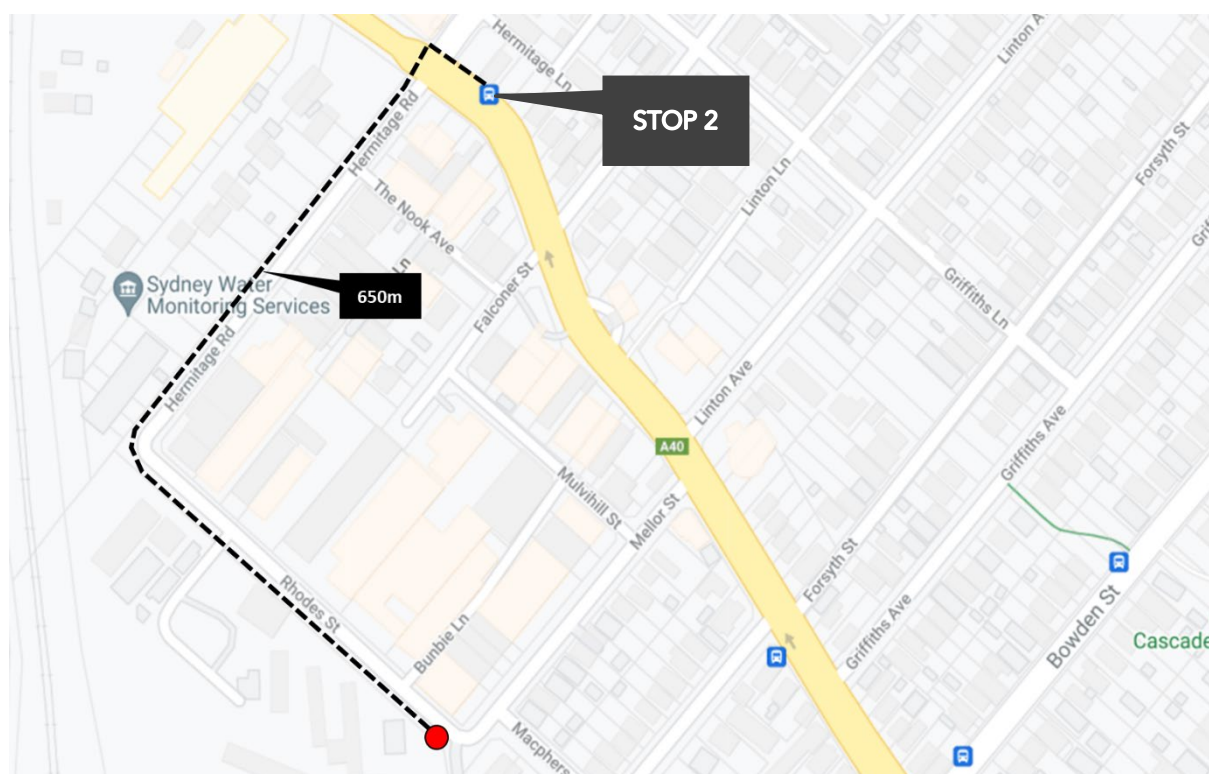 Hermitage Ln
Linton A
STOP 2
Hermitage Rd
Forsyth St
Linton Ln
The Nook Ave
Gri
Sydney Water
Monitoring Services
Ln
650m
Falconer St
Griffiths Ln
Hermitage Rd
Linton Ave
A40
Griffiths Ave
Mulvihill St
Mellor St
Rhodes St
Forsyth St
Bunbie Ln
Griffiths Ave
Bowden St
Cascade
Macphers